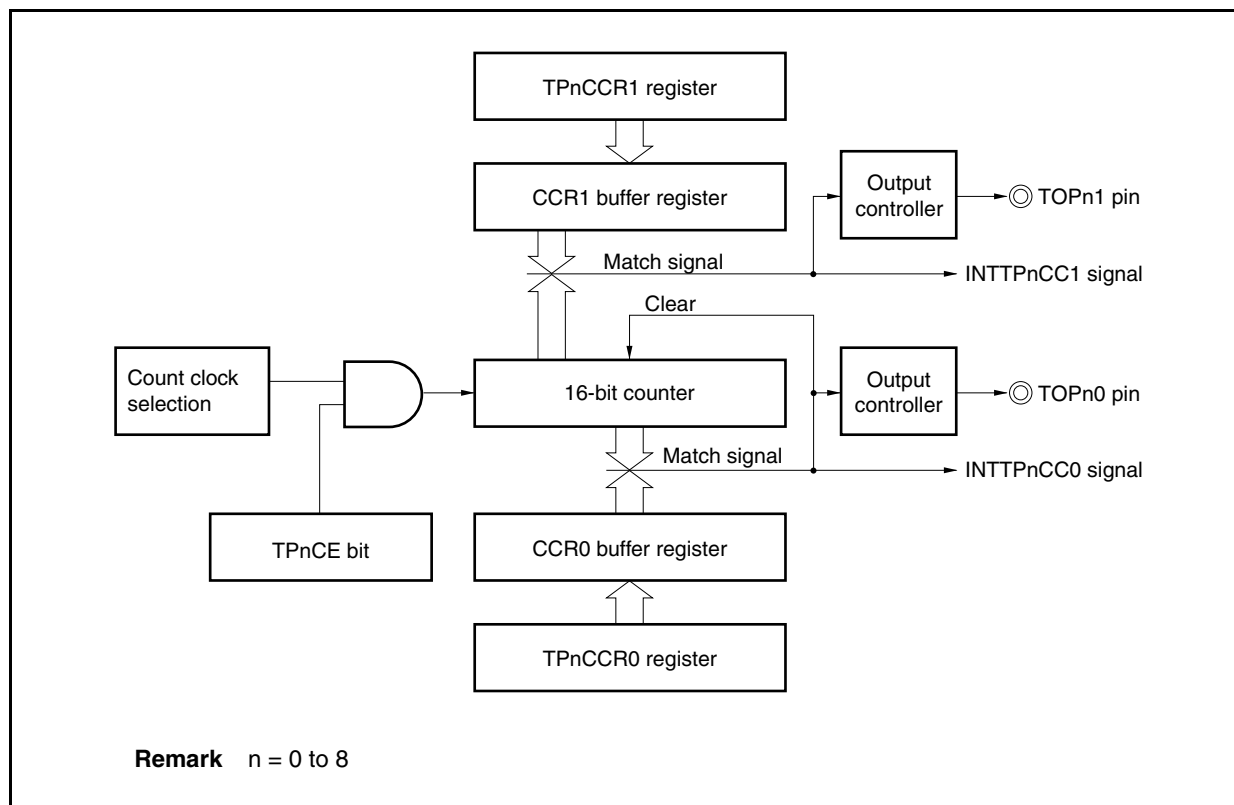 TPnCCR1 register
CCR1 buffer register
Output
controller
TOPn1 pin
Match signal
INTTPnCC1 signal
Clear
Count clock
selection
16-bit counter
Output
controller
TOPn0 pin
Match signal
INTTPnCC0 signal
TPnCE bit
CCR0 buffer register
TPnCCR0 register
Remark n = 0 to 8